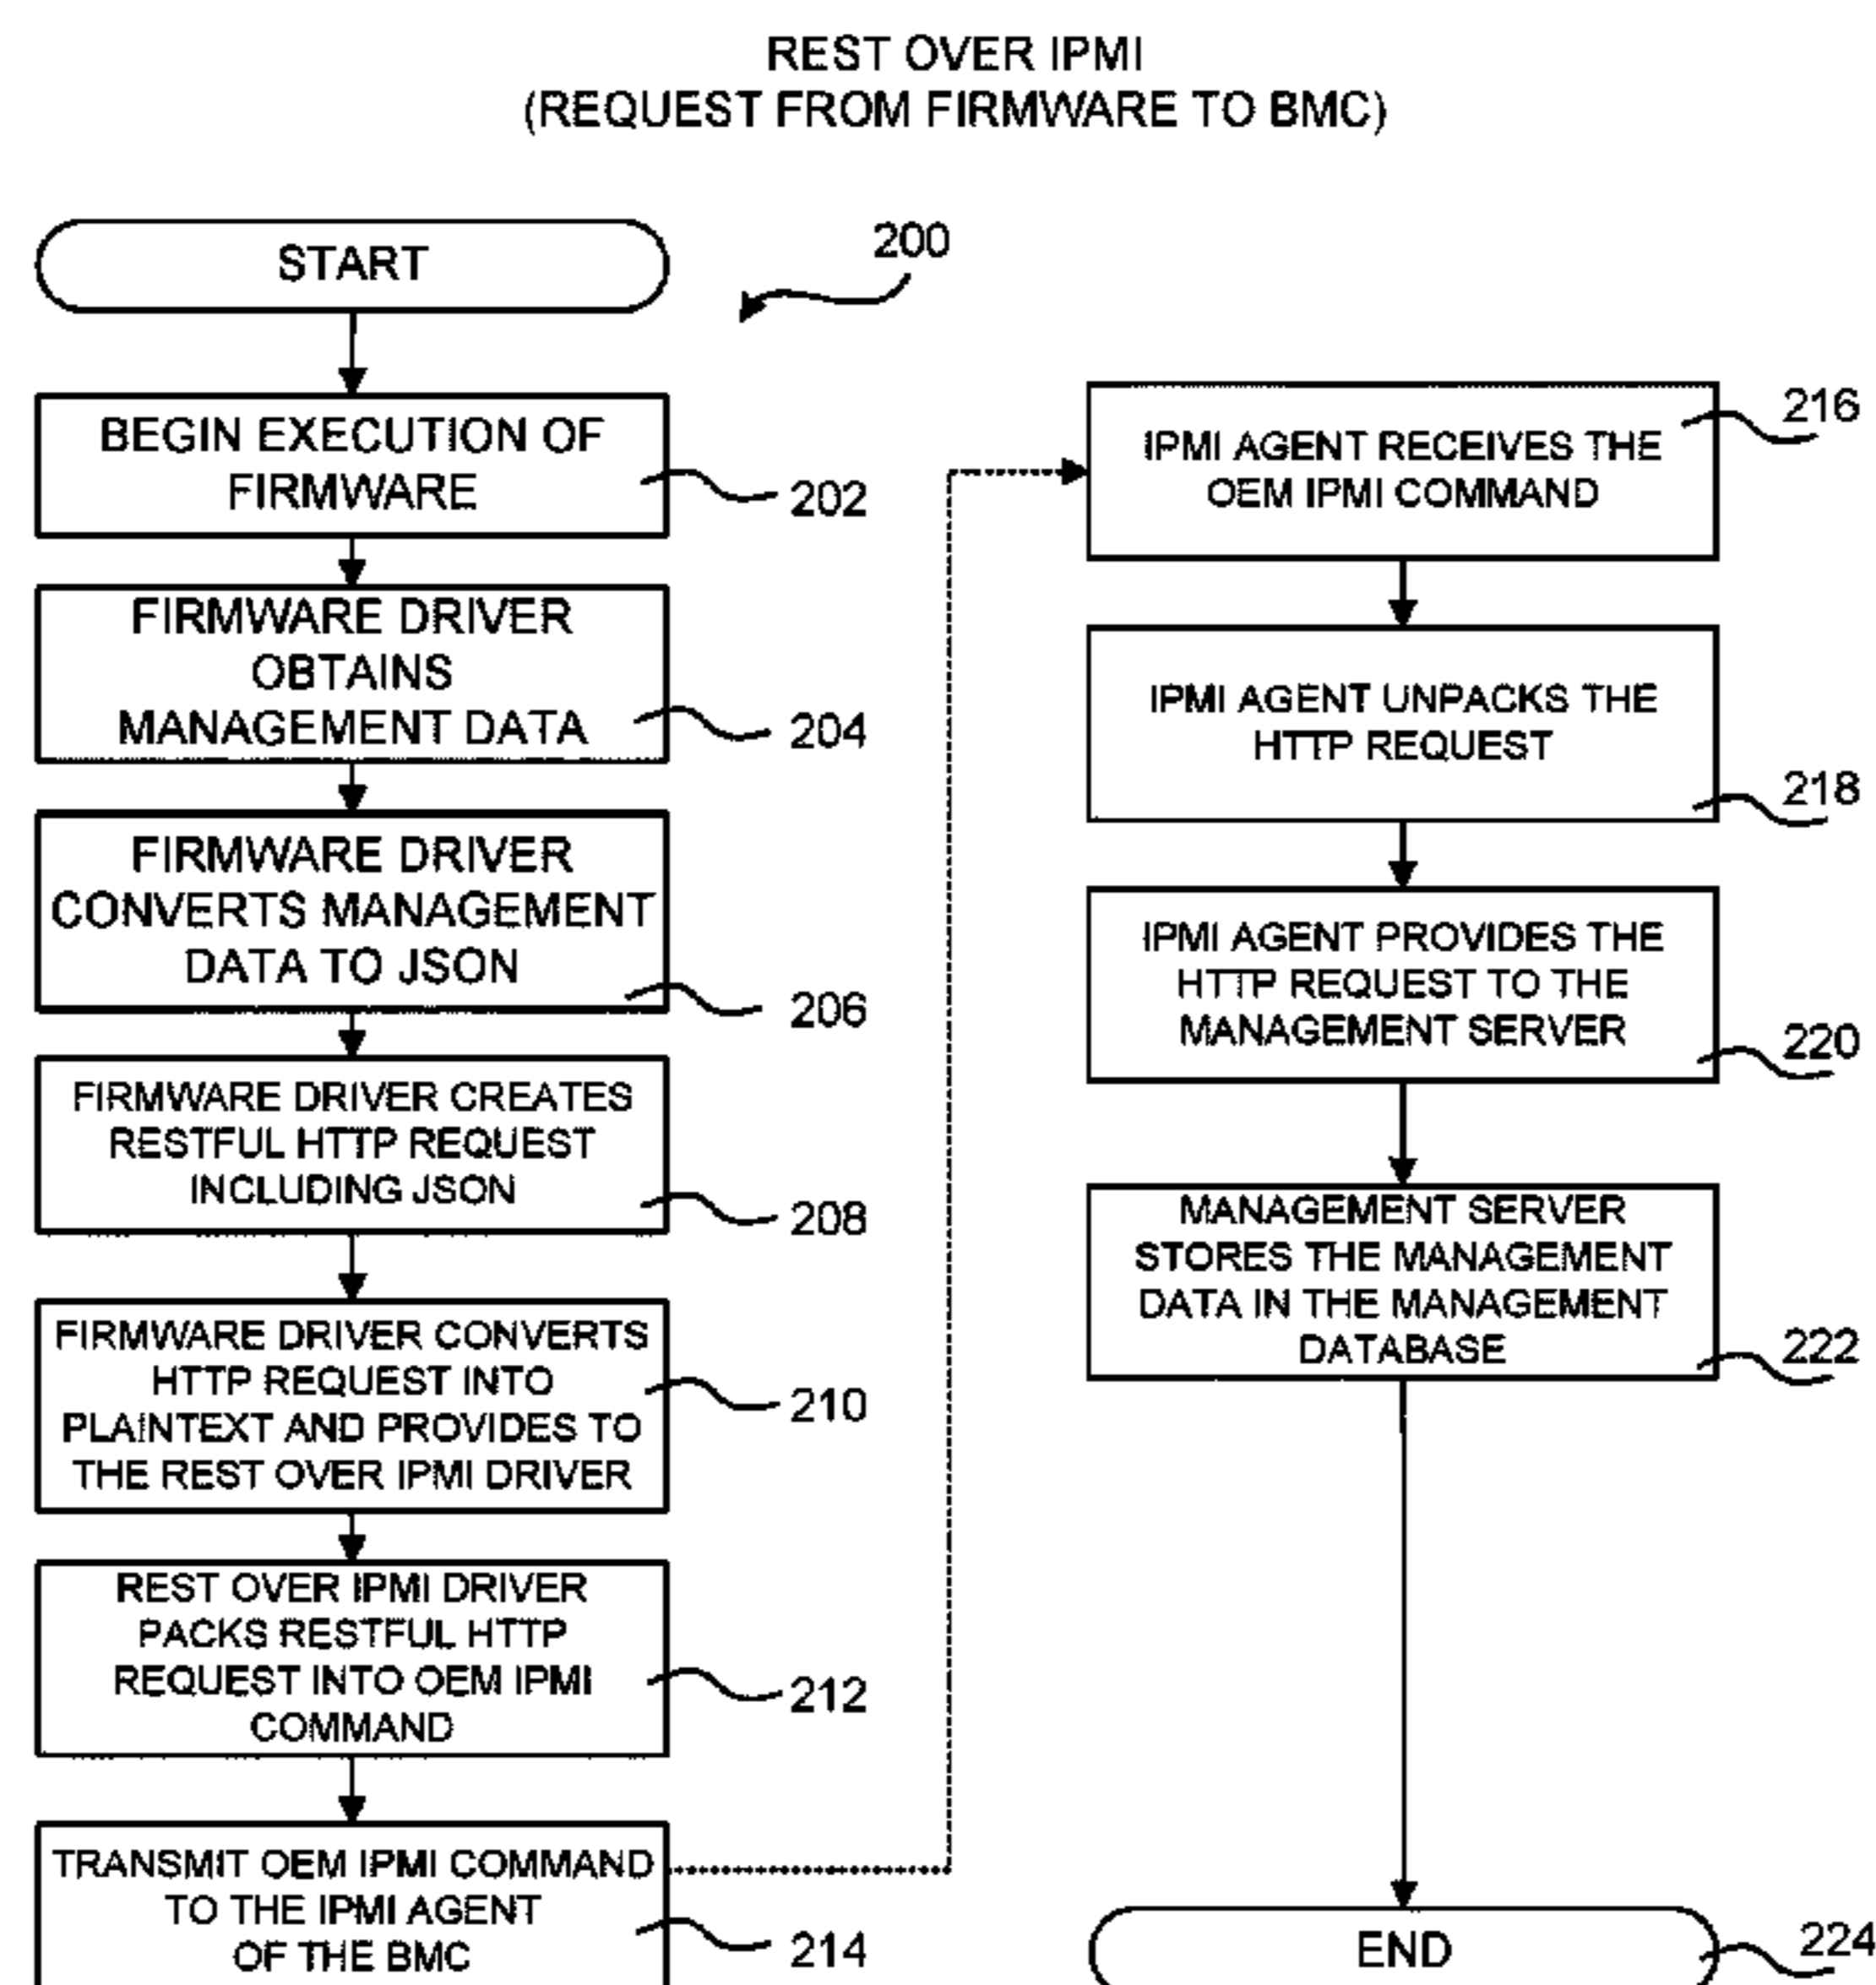 REST OVER IPMI
(REQUEST FROM FIRMWARE TO BMC)
START
200
BEGIN EXECUTION OF
FIRMWARE
202
FIRMWARE DRIVER
OBTAINS
MANAGEMENT DATA
204
FIRMWARE DRIVER
CONVERTS MANAGEMENT
DATA TO JSON
206
FIRMWARE DRIVER CREATES
RESTFUL HTTP REQUEST
INCLUDING JSON
208
FIRMWARE DRIVER CONVERTS
HTTP REQUEST INTO
PLAINTEXT AND PROVIDES TO
THE REST OVER IPMI DRIVER
210
REST OVER IPMI DRIVER
PACKS RESTFUL HTTP
REQUEST INTO OEM IPMI
COMMAND
212
TRANSMIT OEM IPMI COMMAND
TO THE IPMI AGENT
OF THE BMC
214
IPMI AGENT RECEIVES THE
OEM IPMI COMMAND
216
IPMI AGENT UNPACKS THE
HTTP REQUEST
218
IPMI AGENT PROVIDES THE
HTTP REQUEST TO THE
MANAGEMENT SERVER
220
MANAGEMENT SERVER
STORES THE MANAGEMENT
DATA IN THE MANAGEMENT
DATABASE
222
END
224